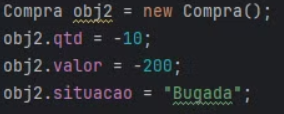 Compra obj2 = new Compra();
obj2.qtd = -10;
obj2.valor = -200;
obj2.situacao = "Bugada";